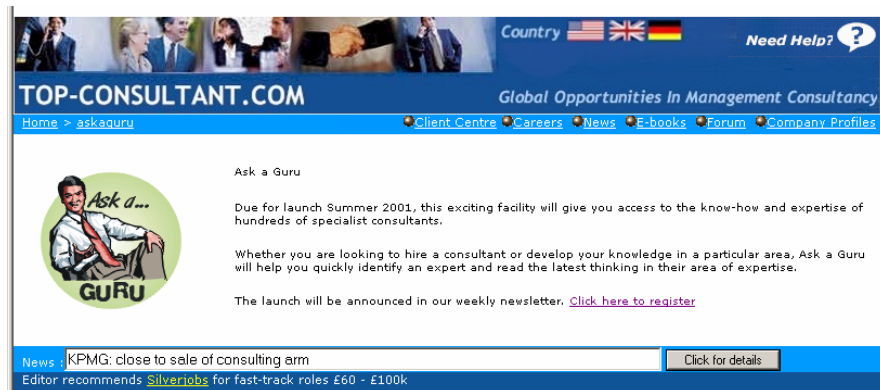 Country
Need Help? ?
TOP-CONSULTANT.COM
Global Opportunities In Management Consultancy
Home > askaguru
Client Centre Careers News E-books Forum Company Profiles
Ask a...
GURU
Ask a Guru
Due for launch Summer 2001, this exciting facility will give you access to the know-how and expertise of
hundreds of specialist consultants.
Whether you are looking to hire a consultant or develop your knowledge in a particular area, Ask a Guru
will help you quickly identify an expert and read the latest thinking in their area of expertise.
The launch will be announced in our weekly newsletter. Click here to register
News : KPMG: close to sale of consulting arm Click for details
Editor recommends Silverjobs for fast-track roles £60 - £100k